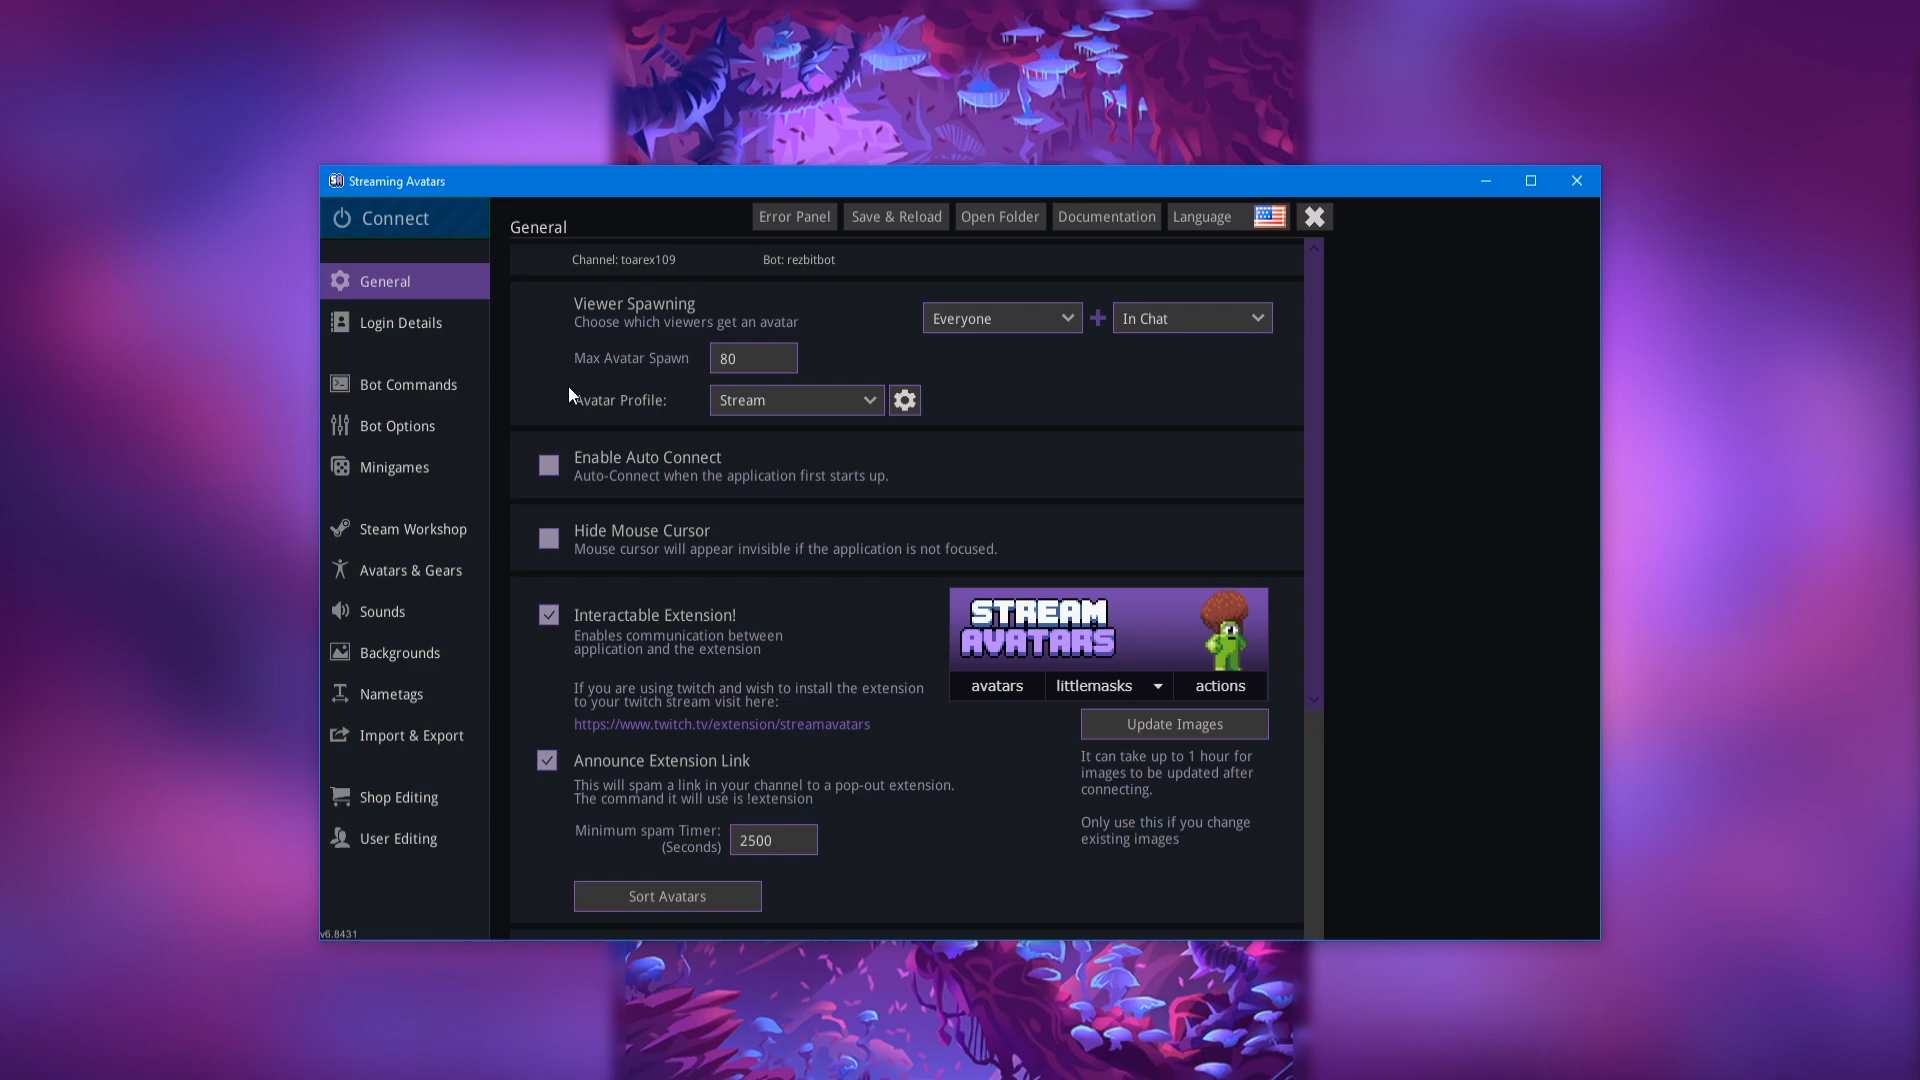 Streaming Avatars
Connect
General
Error Panel
Save & Reload
Open Folder
Documentation
Language
Channel: toarex109
Bot: rezbitbot
General
Login Details
Bot Commands
Bot Options
Minigames
Steam Workshop
Avatars & Gears
Sounds
Backgrounds
Nametags
Import & Export
Shop Editing
User Editing
v6.8431
Viewer Spawning
Choose which viewers get an avatar
Everyone
In Chat
Max Avatar Spawn
80
Avatar Profile:
Stream
Enable Auto Connect
Auto-Connect when the application first starts up.
Hide Mouse Cursor
Mouse cursor will appear invisible if the application is not focused.
Interactable Extension!
Enables communication between
application and the extension
If you are using twitch and wish to install the extension
to your twitch stream visit here:
https://www.twitch.tv/extension/streamavatars
STREAM
AVATARS
avatars
littlemasks
actions
Update Images
It can take up to 1 hour for
images to be updated after
connecting.
Only use this if you change
existing images
Announce Extension Link
This will spam a link in your channel to a pop-out extension.
The command it will use is !extension
Minimum spam Timer:
(Seconds)
2500
Sort Avatars